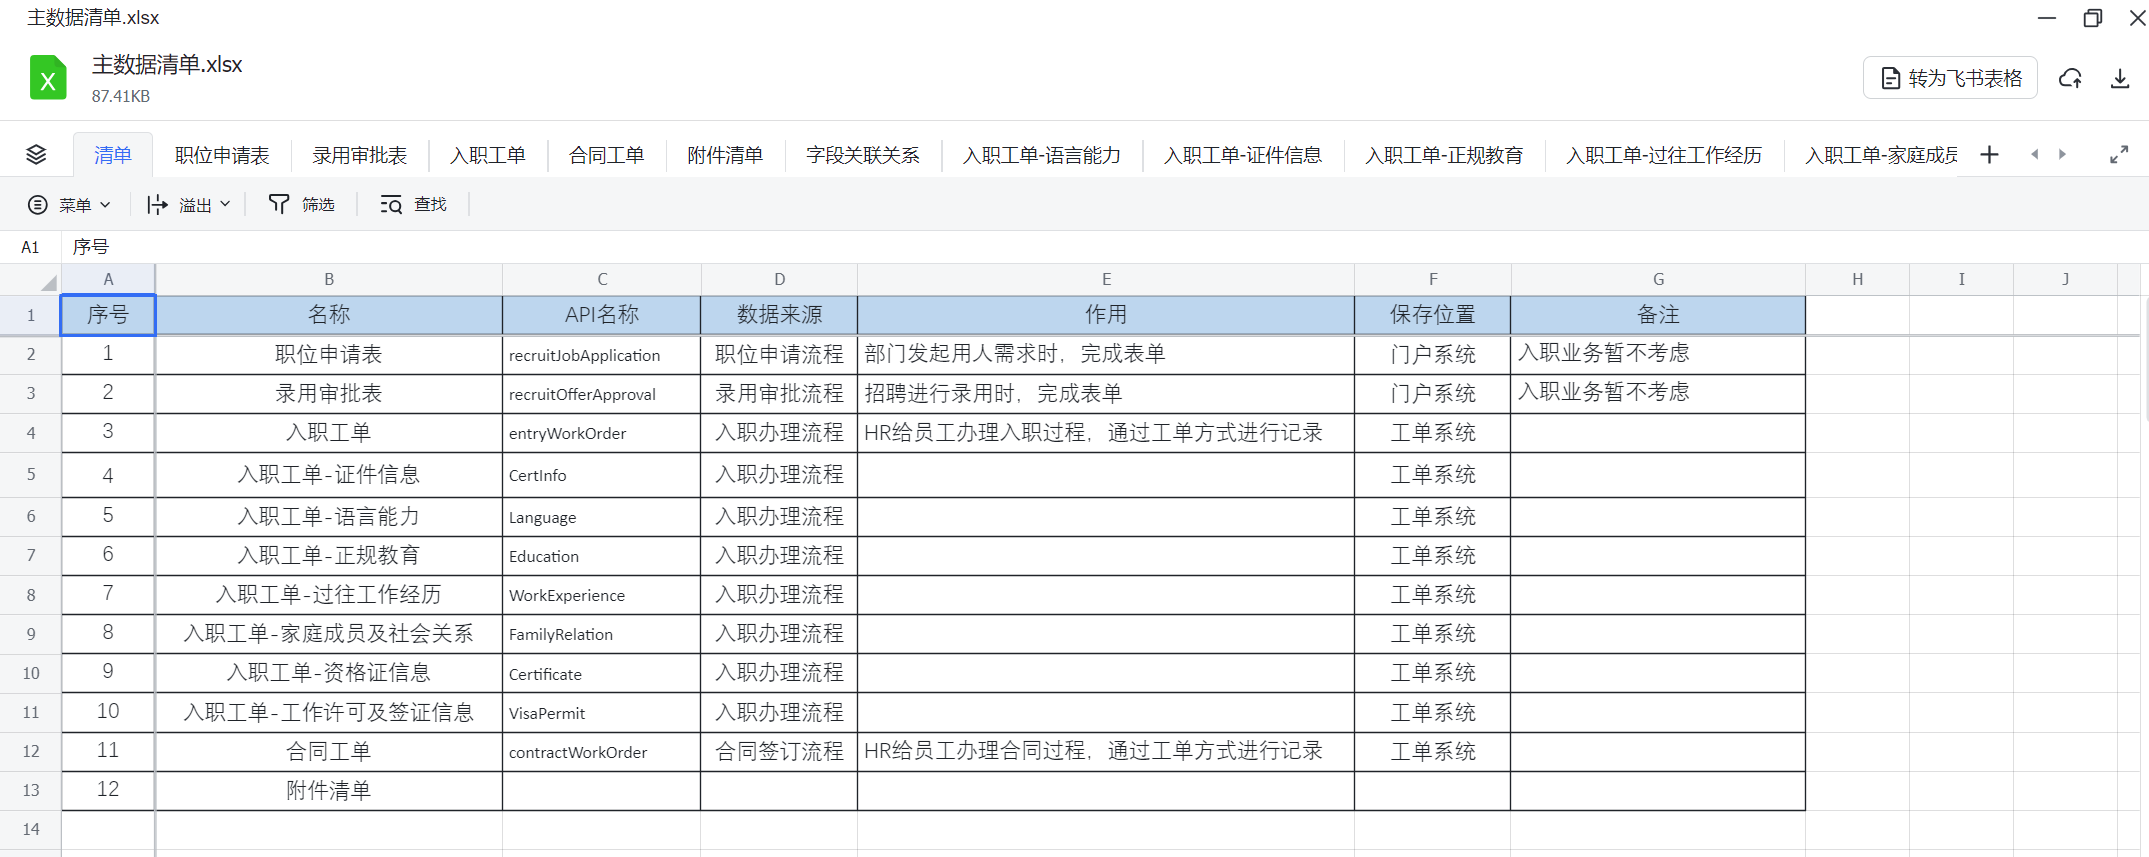 主数据清单.xlsx
主数据清单.xlsx
87.41KB
转为飞书表格
清单 职位申请表 录用审批表 入职工单 合同工单 附件清单 字段关联关系 入职工单-语言能力 入职工单-证件信息 入职工单-正规教育 入职工单-过往工作经历 入职工单-家庭成员
菜单 溢出 筛选 查找
A1 序号
A B C D E F G H I J
1 序号 名称 API名称 数据来源 作用 保存位置 备注
2 1 职位申请表 recruitJobApplication 职位申请流程 部门发起用人需求时，完成表单 门户系统 入职业务暂不考虑
3 2 录用审批表 recruitOfferApproval 录用审批流程 招聘进行录用时，完成表单 门户系统 入职业务暂不考虑
4 3 入职工单 entryWorkOrder 入职办理流程 HR给员工办理入职过程，通过工单方式进行记录 工单系统
5 4 入职工单-证件信息 CertInfo 入职办理流程 工单系统
6 5 入职工单-语言能力 Language 入职办理流程 工单系统
7 6 入职工单-正规教育 Education 入职办理流程 工单系统
8 7 入职工单-过往工作经历 WorkExperience 入职办理流程 工单系统
9 8 入职工单-家庭成员及社会关系 FamilyRelation 入职办理流程 工单系统
10 9 入职工单-资格证信息 Certificate 入职办理流程 工单系统
11 10 入职工单-工作许可及签证信息 VisaPermit 入职办理流程 工单系统
12 11 合同工单 contractWorkOrder 合同签订流程 HR给员工办理合同过程，通过工单方式进行记录 工单系统
13 12 附件清单
14